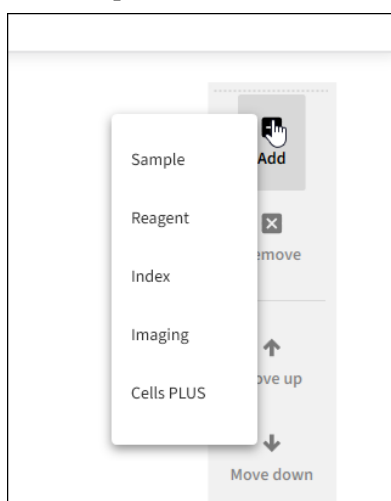 Add
Sample
Reagent
Index
Imaging
Cells PLUS
emove
ove up
Move down